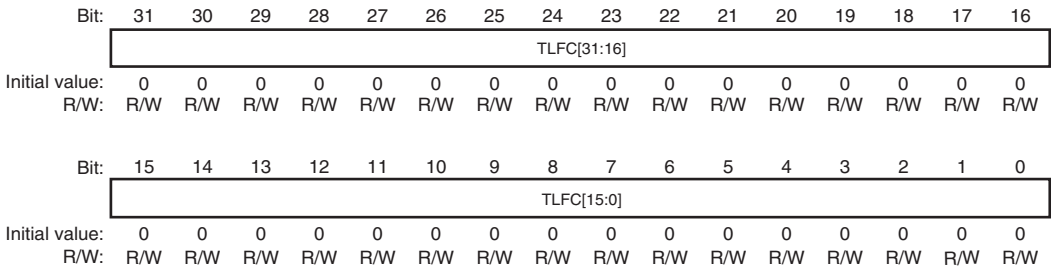 Bit: 31 30 29 28 27 26 25 24 23 22 21 20 19 18 17 16
TLFC[31:16]
Initial value: 0 0 0 0 0 0 0 0 0 0 0 0 0 0 0 0
R/W: R/W R/W R/W R/W R/W R/W R/W R/W R/W R/W R/W R/W R/W R/W R/W R/W
Bit: 15 14 13 12 11 10 9 8 7 6 5 4 3 2 1 0
TLFC[15:0]
Initial value: 0 0 0 0 0 0 0 0 0 0 0 0 0 0 0 0
R/W: R/W R/W R/W R/W R/W R/W R/W R/W R/W R/W R/W R/W R/W R/W R/W R/W